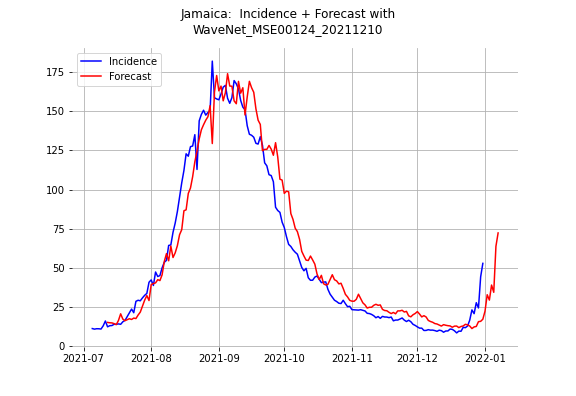 Jamaica:  Incidence + Forecast with
WaveNet_MSE00124_20211210
Incidence
Forecast
175
150
125
100
75
50
25
0
2021-07 2021-08 2021-09 2021-10 2021-11 2021-12 2022-01